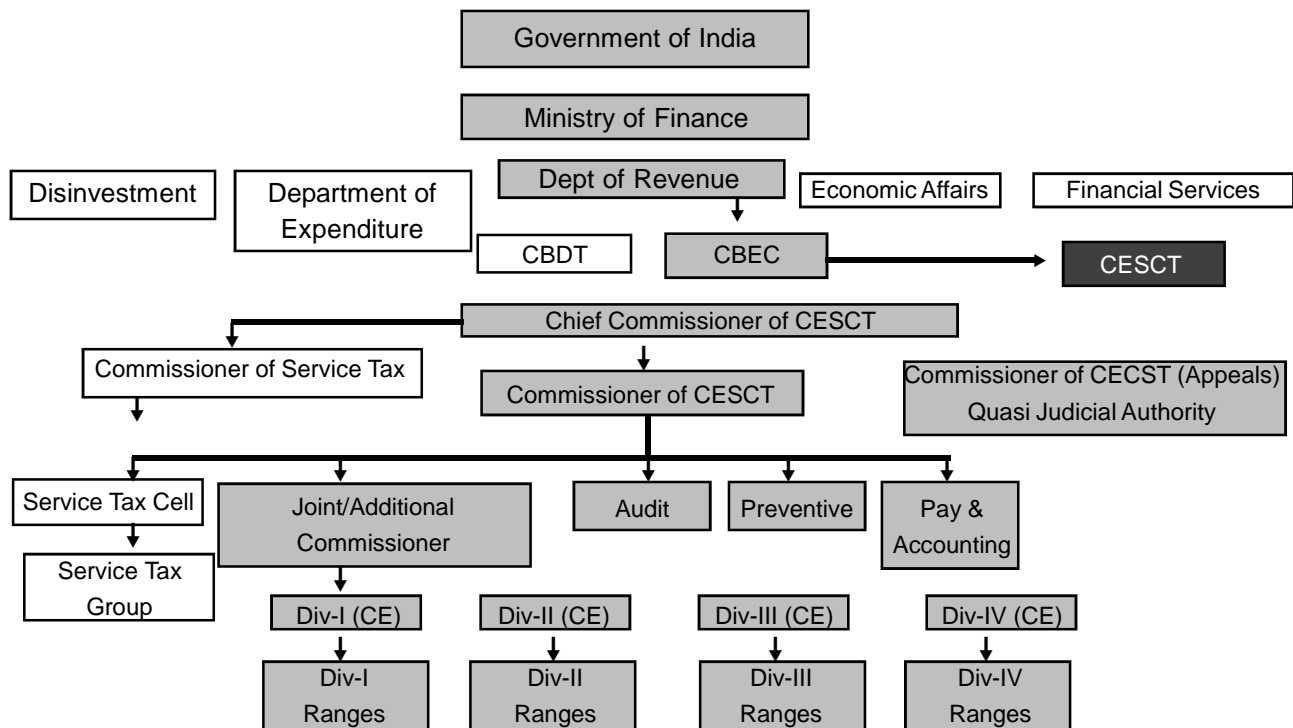 Government of India
Ministry of Finance
Disinvestment
Department of
Expenditure
Dept of Revenue
Economic Affairs
Financial Services
CBDT
CBEC
CESCT
Chief Commissioner of CESCT
Commissioner of Service Tax
Commissioner of CESCT
Commissioner of CECST (Appeals)
Quasi Judicial Authority
Service Tax Cell
Joint/Additional
Commissioner
Audit
Preventive
Pay &
Accounting
Service Tax
Group
Div-I (CE)
Div-II (CE)
Div-III (CE)
Div-IV (CE)
Div-I
Ranges
Div-II
Ranges
Div-III
Ranges
Div-IV
Ranges